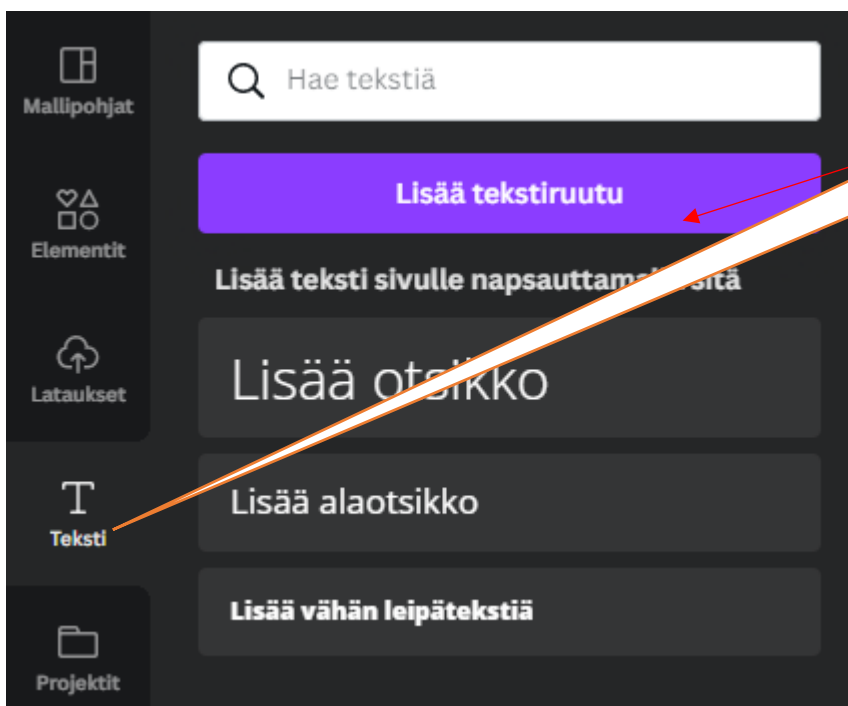 Mallipohjat
Elementit
Lataukset
Teksti
Projektit
Hae tekstiä
Lisää tekstiruutu
Lisää teksti sivulle
Lisää otsikko
Lisää alaotsikko
Lisää vähän leipätekstiä